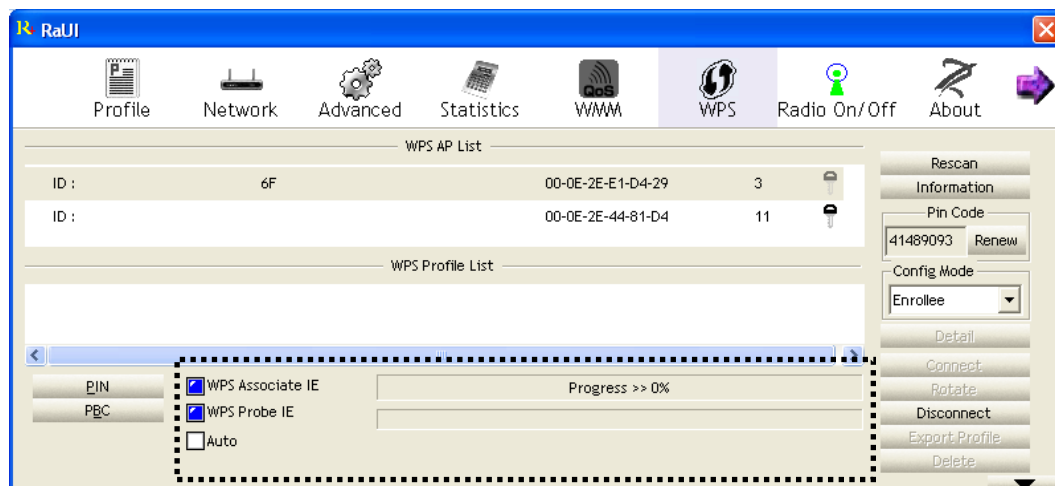 RaUI
Profile Network Advanced Statistics QoS WMM WPS Radio On/Off About
WPS AP List
ID : 6F 00-0E-2E-E1-D4-29 3
ID : 00-0E-2E-44-81-D4 11
WPS Profile List
Rescan
Information
Pin Code
41489093 Renew
Config Mode
Enrollee
Detail
Connect
Rotate
Disconnect
Export Profile
Delete
PIN
PBC
WPS Associate IE
WPS Probe IE
Auto
Progress >> 0%